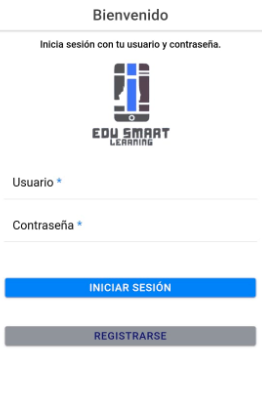 Bienvenido
Inicia sesión con tu usuario y contraseña.
EDU SMART
LEARNING
Usuario *
Contraseña *
INICIAR SESIÓN
REGISTRARSE